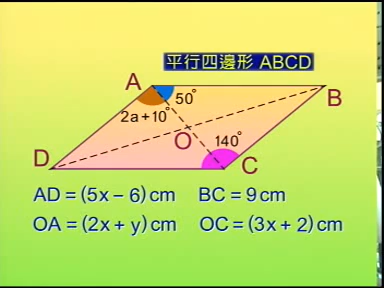 平行四邊形 ABCD
A
50°
B
2a+10°
O
140°
D
C
AD = (5x – 6) cm BC = 9 cm
OA = (2x + y) cm OC = (3x + 2) cm